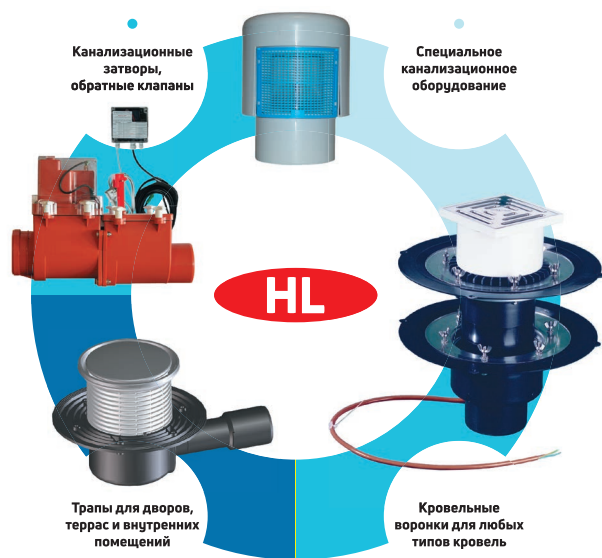 Канализационные
затворы,
обратные клапаны
Специальное
канализационное
оборудование
HL
Трапы для дворов,
террас и внутренних
помещений
Кровельные
воронки для любых
типов кровель